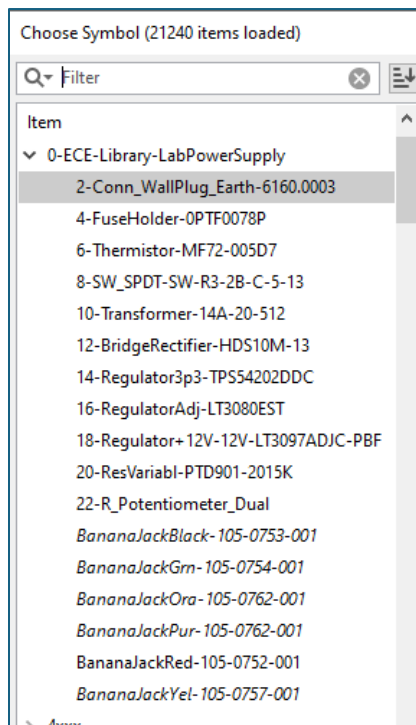 Choose Symbol (21240 items loaded)
Filter
Item
0-ECE-Library-LabPowerSupply
2-Conn_WallPlug_Earth-6160.0003
4-FuseHolder-0PTF0078P
6-Thermistor-MF72-005D7
8-SW_SPDT-SW-R3-2B-C-5-13
10-Transformer-14A-20-512
12-BridgeRectifier-HDS10M-13
14-Regulator3p3-TPS54202DDC
16-RegulatorAdj-LT3080EST
18-Regulator+12V-12V-LT3097ADJC-PBF
20-ResVariabl-PTD901-2015K
22-R_Potentiometer_Dual
BananaJackBlack-105-0753-001
BananaJackGrn-105-0754-001
BananaJackOra-105-0762-001
BananaJackPur-105-0762-001
BananaJackRed-105-0752-001
BananaJackYel-105-0757-001
4xxx